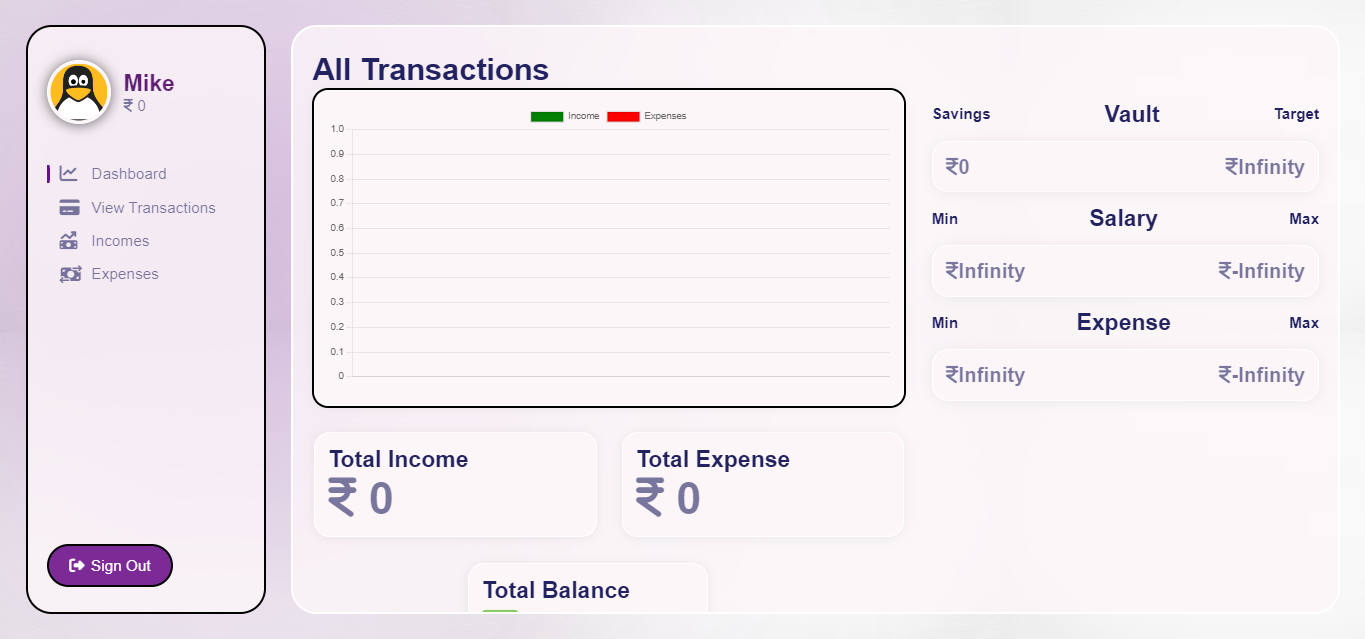 Mike
₹ 0
Dashboard
View Transactions
Incomes
Expenses
Sign Out
All Transactions
Income Expenses
1.0
0.9
0.8
0.7
0.6
0.5
0.4
0.3
0.2
0.1
0
Total Income
₹ 0
Total Expense
₹ 0
Total Balance
Savings Vault Target
₹0 ₹Infinity
Min Salary Max
₹Infinity ₹-Infinity
Min Expense Max
₹Infinity ₹-Infinity